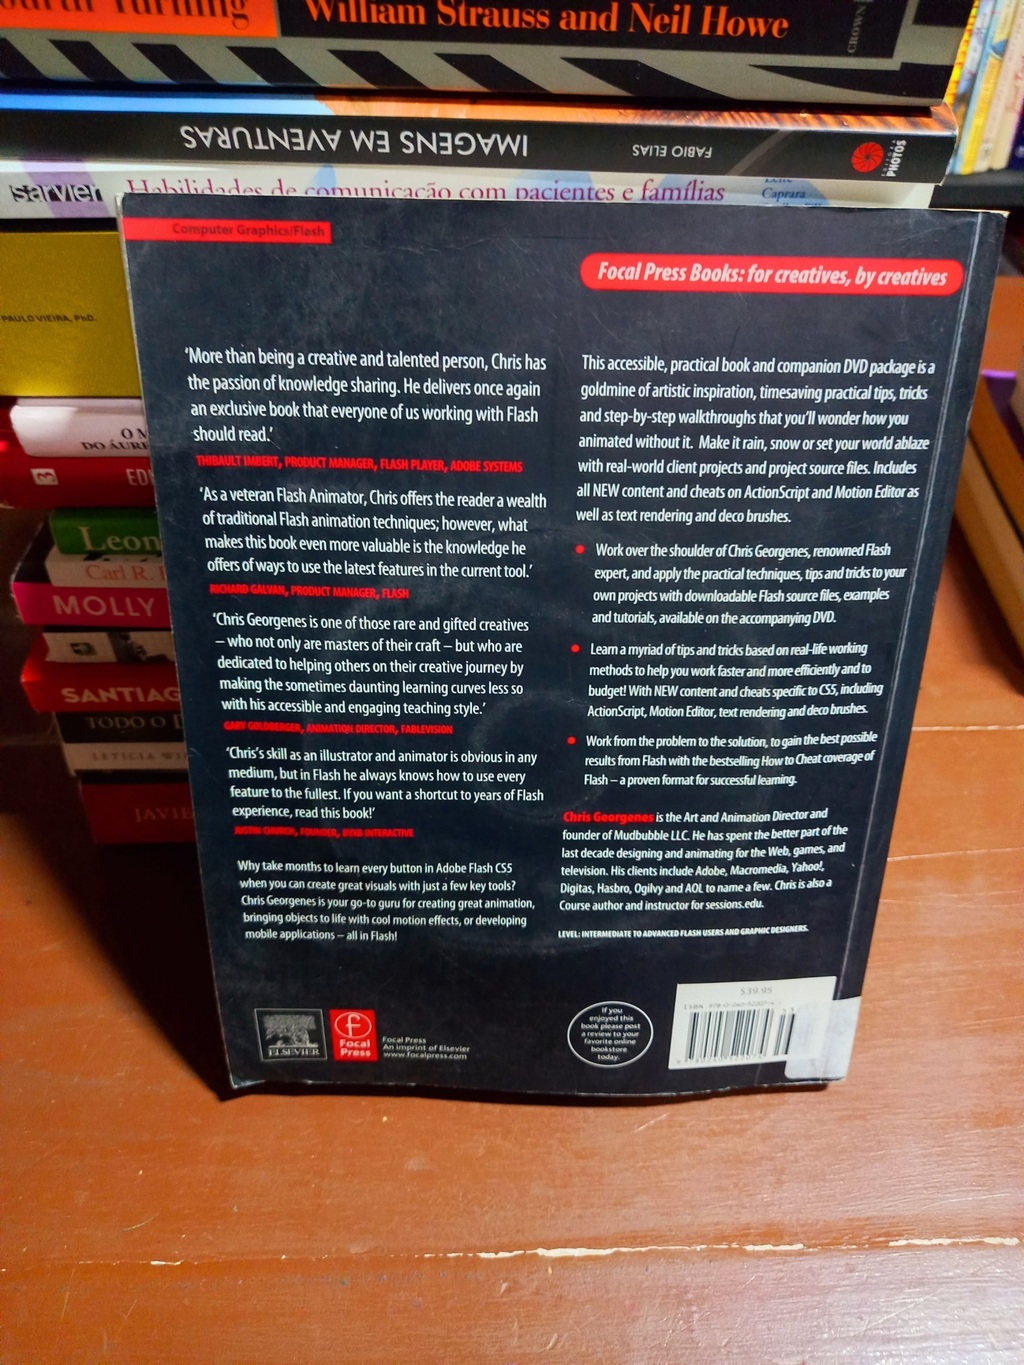 William Strauss and Neil Howe
CROWN
IMAGENS EM AVENTURAS
FABIO ELIAS
PHOTOS
sarvier
Habilidades de comunicação com pacientes e famílias
Caprara
PAULO VIEIRA, PhD.
Leon
Carl R.
MOLLY
SANTIAG
TODO O
JAVIE
Computer Graphics/Flash
Focal Press Books: for creatives, by creatives
'More than being a creative and talented person, Chris has
the passion of knowledge sharing. He delivers once again
an exclusive book that everyone of us working with Flash
should read.'
THIBAULT IMBERT, PRODUCT MANAGER, FLASH PLAYER, ADOBE SYSTEMS
'As a veteran Flash Animator, Chris offers the reader a wealth
of traditional Flash animation techniques; however, what
makes this book even more valuable is the knowledge he
offers of ways to use the latest features in the current tool.'
RICHARD GALVAN, PRODUCT MANAGER, FLASH
'Chris Georgenes is one of those rare and gifted creatives
– who not only are masters of their craft – but who are
dedicated to helping others on their creative journey by
making the sometimes daunting learning curves less so
with his accessible and engaging teaching style.'
GARY GOLDBERGER, ANIMATION DIRECTOR, FABLEVISION
'Chris's skill as an illustrator and animator is obvious in any
medium, but in Flash he always knows how to use every
feature to the fullest. If you want a shortcut to years of Flash
experience, read this book!'
JUSTIN CHURCH, FOUNDER, INTERACTIVE
Why take months to learn every button in Adobe Flash CS5
when you can create great visuals with just a few key tools?
Chris Georgenes is your go-to guru for creating great animation,
bringing objects to life with cool motion effects, or developing
mobile applications – all in Flash!
This accessible, practical book and companion DVD package is a
goldmine of artistic inspiration, timesaving practical tips, tricks
and step-by-step walkthroughs that you'll wonder how you
animated without it. Make it rain, snow or set your world ablaze
with real-world client projects and project source files. Includes
all NEW content and cheats on ActionScript and Motion Editor as
well as text rendering and deco brushes.
• Work over the shoulder of Chris Georgenes, renowned Flash
expert, and apply the practical techniques, tips and tricks to your
own projects with downloadable Flash source files, examples
and tutorials, available on the accompanying DVD.
• Learn a myriad of tips and tricks based on real-life working
methods to help you work faster and more efficiently and to
budget! With NEW content and cheats specific to CS5, including
ActionScript, Motion Editor, text rendering and deco brushes.
• Work from the problem to the solution, to gain the best possible
results from Flash with the bestselling How to Cheat coverage of
Flash – a proven format for successful learning.
Chris Georgenes is the Art and Animation Director and
founder of Mudbubble LLC. He has spent the better part of the
last decade designing and animating for the Web, games, and
television. His clients include Adobe, Macromedia, Yahoo!,
Digitas, Hasbro, Ogilvy and AOL to name a few. Chris is also a
Course author and instructor for sessions.edu.
LEVEL: INTERMEDIATE TO ADVANCED FLASH USERS AND GRAPHIC DESIGNERS.
ELSEVIER
Focal
Press
Focal Press
An imprint of Elsevier
www.focalpress.com
If you
enjoyed this
book please post
a review to your
favorite online
bookstore
today.
$39.95